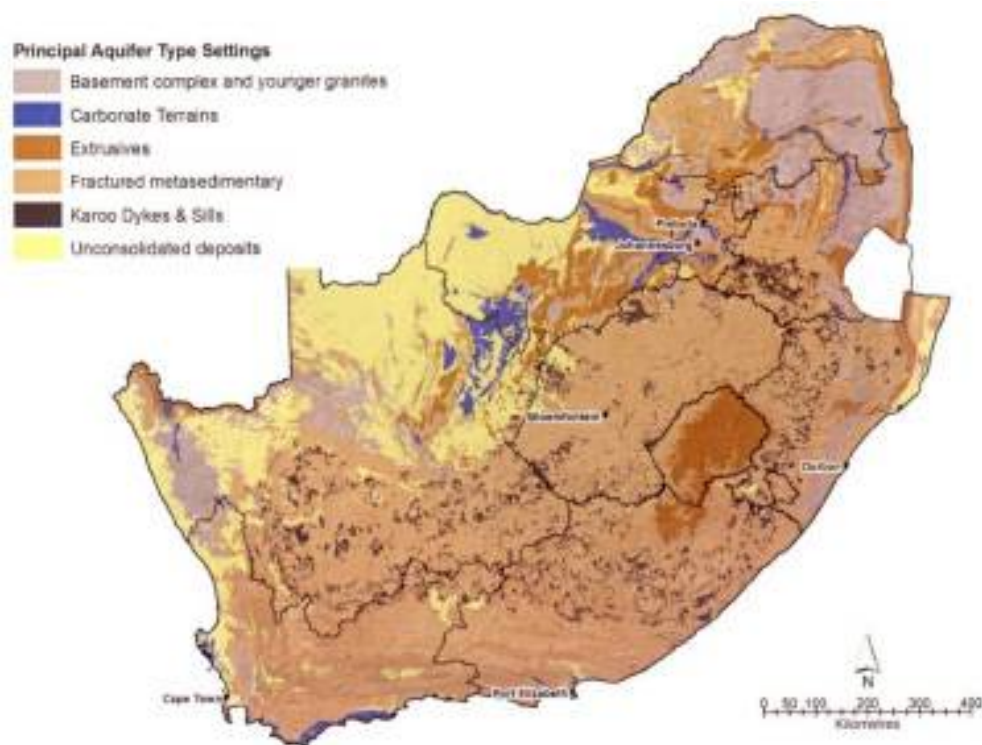 Principal Aquifer Type Settings
Basement complex and younger granites
Carbonate Terrains
Extrusives
Fractured metasedimentary
Karoo Dykes & Sills
Unconsolidated deposits
Pretoria
Johannesburg
Bloemfontein
Durban
Cape Town
Port Elizabeth
N
0 50 100 200 300 400
Kilometres